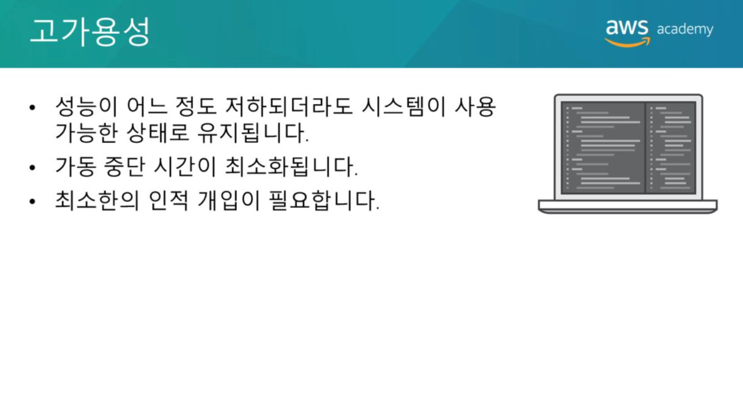 고가용성
aws academy
• 성능이 어느 정도 저하되더라도 시스템이 사용
가능한 상태로 유지됩니다.
• 가동 중단 시간이 최소화됩니다.
• 최소한의 인적 개입이 필요합니다.